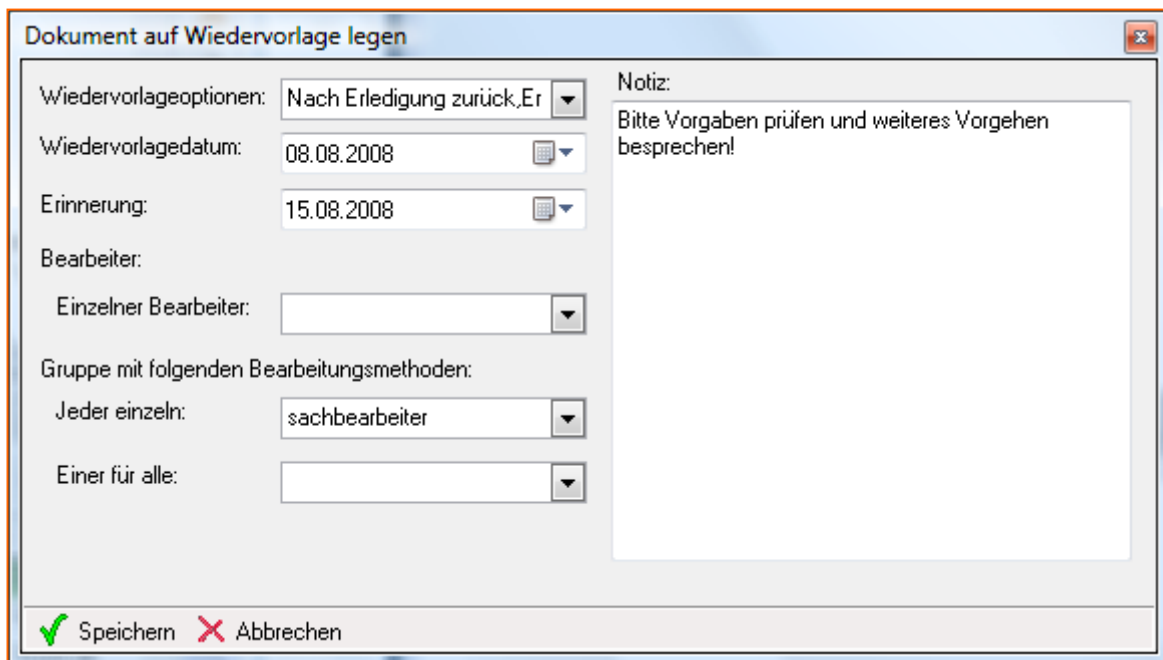 Dokument auf Wiedervorlage legen
Wiedervorlageoptionen: Nach Erledigung zurück,Er
Wiedervorlagedatum: 08.08.2008
Erinnerung: 15.08.2008
Bearbeiter:
Einzelner Bearbeiter:
Gruppe mit folgenden Bearbeitungsmethoden:
Jeder einzeln: sachbearbeiter
Einer für alle:
Notiz:
Bitte Vorgaben prüfen und weiteres Vorgehen
besprechen!
Speichern Abbrechen